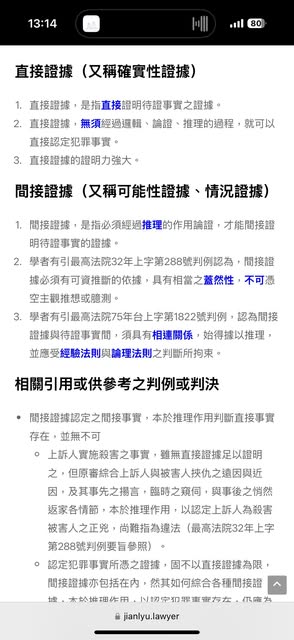 13:14
80
直接證據（又稱確實性證據）
1. 直接證據，是指直接證明待證事實之證據。
2. 直接證據，無須經過邏輯、論證、推理的過程，就可以
直接認定犯罪事實。
3. 直接證據的證明力強大。
間接證據（又稱可能性證據、情況證據）
1. 間接證據，是指必須經過推理的作用論證，才能間接證
明待證事實的證據。
2. 學者有引最高法院32年上字第288號判例認為，間接證
據必須有可資推斷的依據，具有相當之蓋然性，不可憑
空主觀推想或臆測。
3. 學者有引最高法院75年台上字第1822號判例，認為間接
證據與待證事實間，須具有相連關係，始得據以推理，
並應受經驗法則與論理法則之判斷所拘束。
相關引用或供參考之判例或判決
• 間接證據認定之間接事實，本於推理作用判斷直接事實
存在，並無不可
○ 上訴人實施殺害之事實，雖無直接證據足以證明
之，但原審綜合上訴人與被害人挾仇之遠因與近
因，及其事先之揚言，臨時之窺伺，與事後之悄然
返家各情節，本於推理作用，以認定上訴人為殺害
被害人之正兇，尚難指為違法（最高法院32年上字
第288號判例要旨參照）。
○ 認定犯罪事實所憑之證據，固不以直接證據為限，
間接證據亦包括在內，然其如何綜合各種間接證
據，本於推理作用，以認定犯罪事實存在，仍應為
jianlyu.lawyer